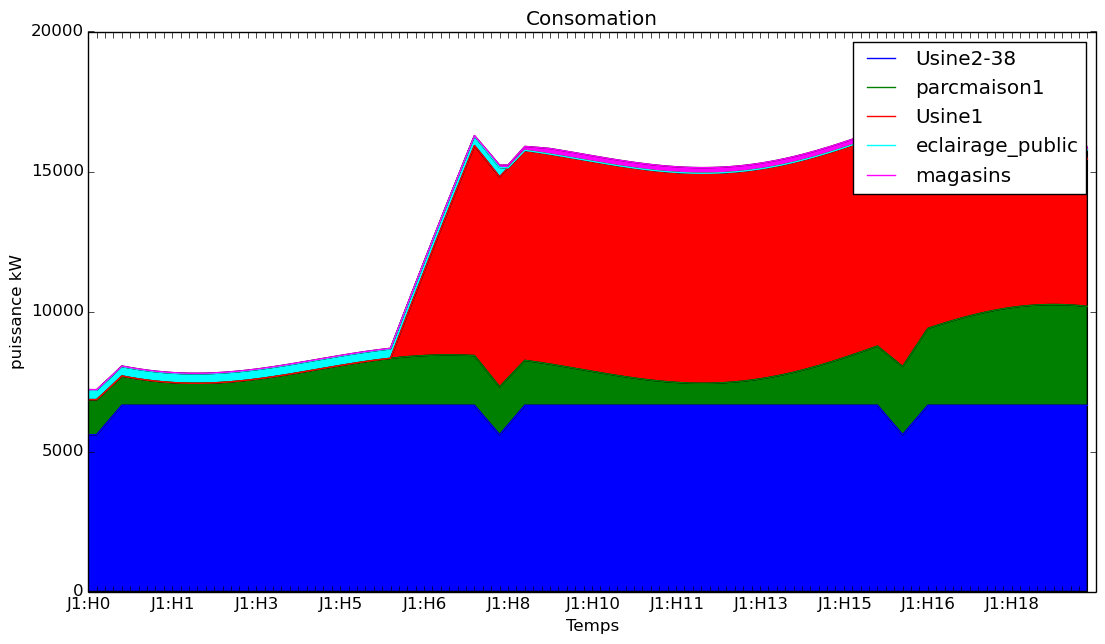 Consomation
20000
15000
10000
5000
0
puissance kW
Usine2-38
parcmaison1
Usine1
eclairage_public
magasins
J1:H0 J1:H1 J1:H3 J1:H5 J1:H6 J1:H8 J1:H10 J1:H11 J1:H13 J1:H15 J1:H16 J1:H18
Temps